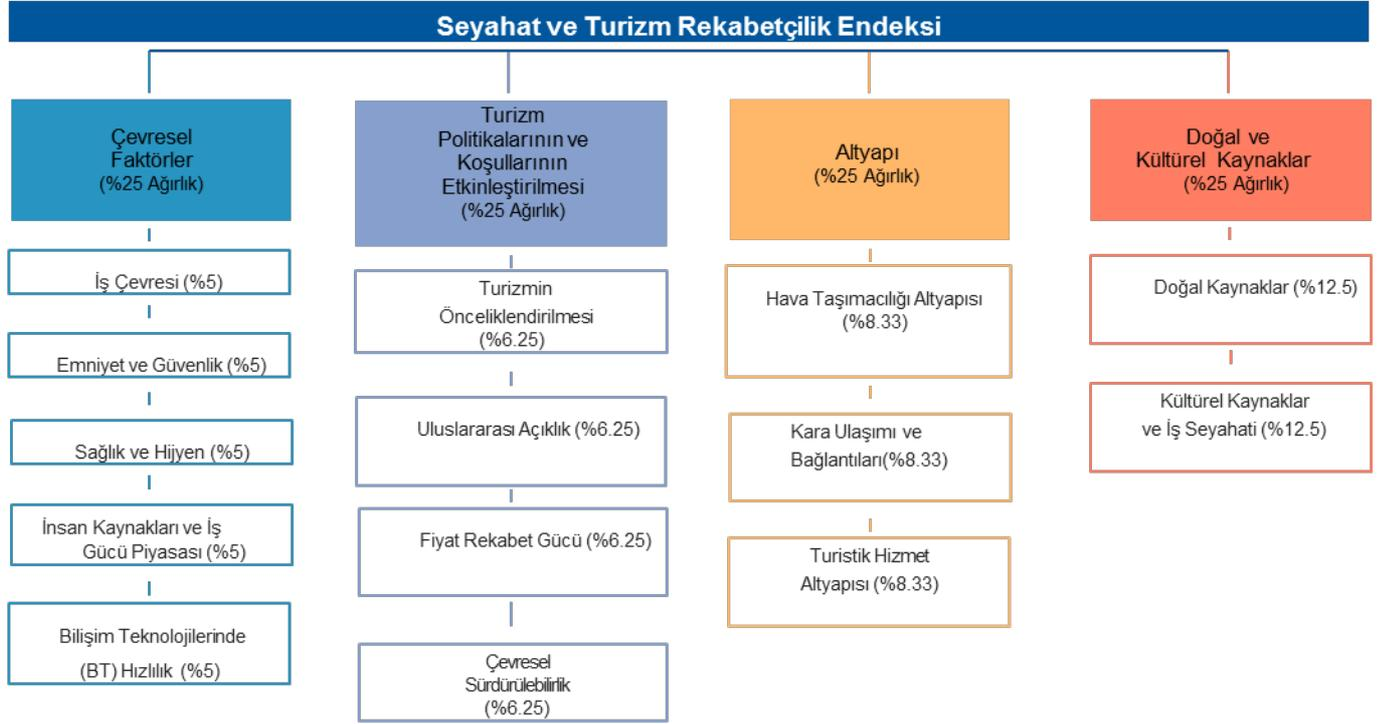 Seyahat ve Turizm Rekabetçilik Endeksi
Çevresel
Faktörler
(%25 Ağırlık)
İş Çevresi (%5)
Emniyet ve Güvenlik (%5)
Sağlık ve Hijyen (%5)
İnsan Kaynakları ve İş
Gücü Piyasası (%5)
Bilişim Teknolojilerinde
(BT) Hızlılık (%5)
Turizm
Politikalarının ve
Koşullarının
Etkinleştirilmesi
(%25 Ağırlık)
Turizmin
Önceliklendirilmesi
(%6.25)
Uluslararası Açıklık (%6.25)
Fiyat Rekabet Gücü (%6.25)
Çevresel
Sürdürülebilirlik
(%6.25)
Altyapı
(%25 Ağırlık)
Hava Taşımacılığı Altyapısı
(%8.33)
Kara Ulaşımı ve
Bağlantıları(%8.33)
Turistik Hizmet
Altyapısı (%8.33)
Doğal ve
Kültürel Kaynaklar
(%25 Ağırlık)
Doğal Kaynaklar (%12.5)
Kültürel Kaynaklar
ve İş Seyahati (%12.5)